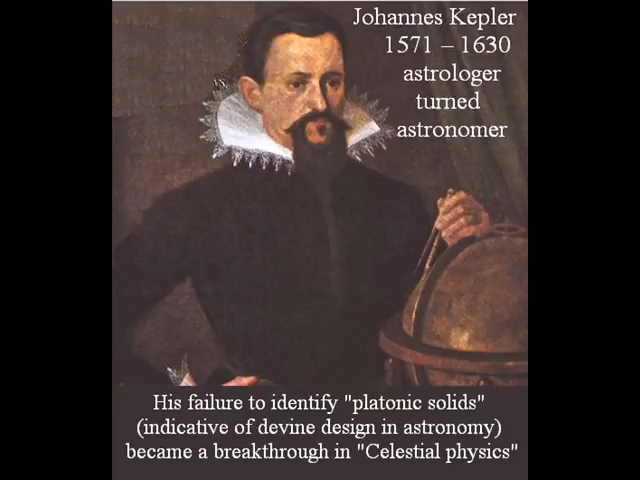 Johannes Kepler
1571 – 1630
astrologer
turned
astronomer
His failure to identify "platonic solids"
(indicative of devine design in astronomy)
became a breakthrough in "Celestial physics"